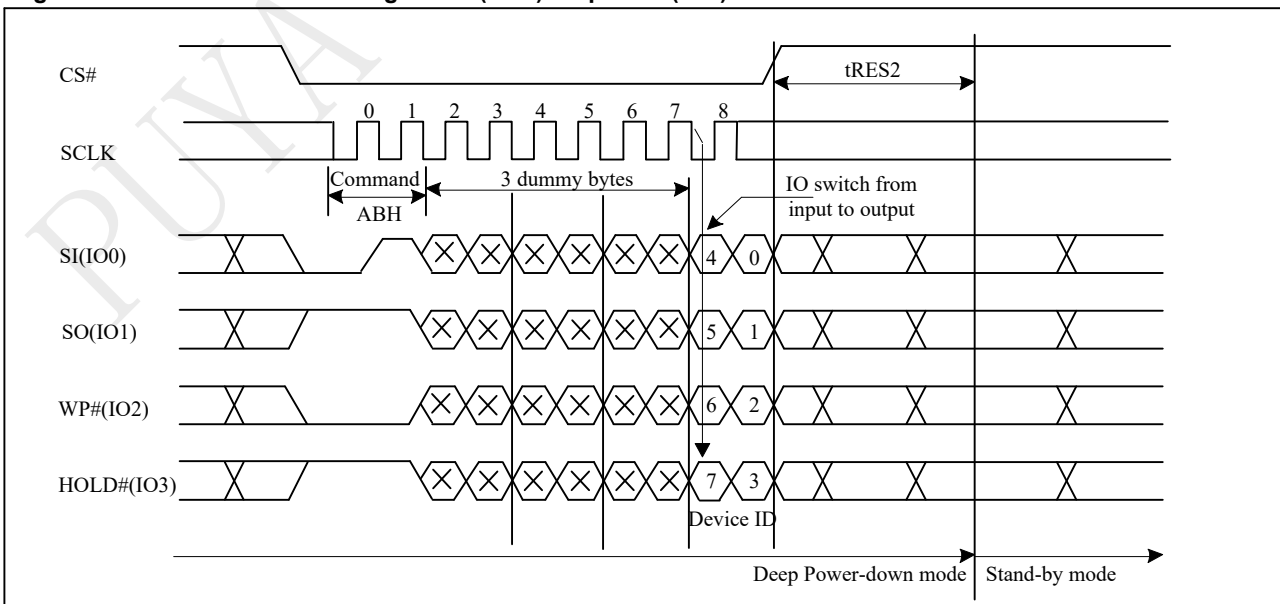 CS#
tRES2
0 1 2 3 4 5 6 7 8
SCLK
Command
3 dummy bytes
ABH
IO switch from
input to output
SI(IO0)
4 0
SO(IO1)
5 1
WP#(IO2)
6 2
HOLD#(IO3)
7 3
Device ID
Deep Power-down mode
Stand-by mode
PUYA